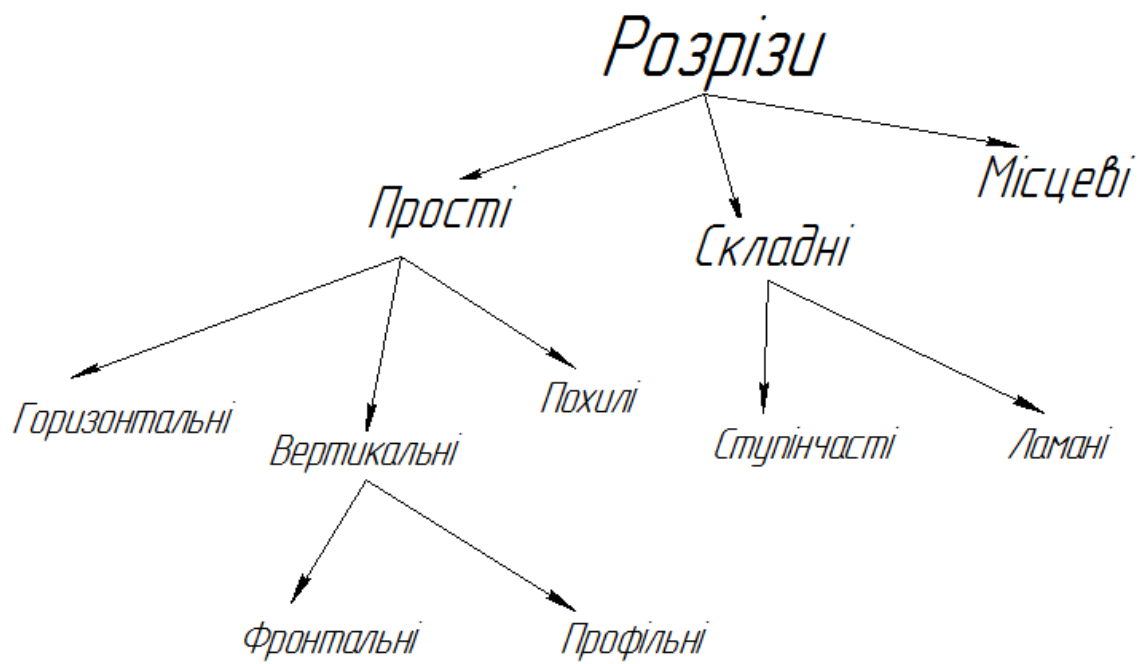 Розрізи
Місцеві
Прості
Складні
Похилі
Горизонтальні
Вертикальні
Ступінчасті
Ламані
Фронтальні
Профільні